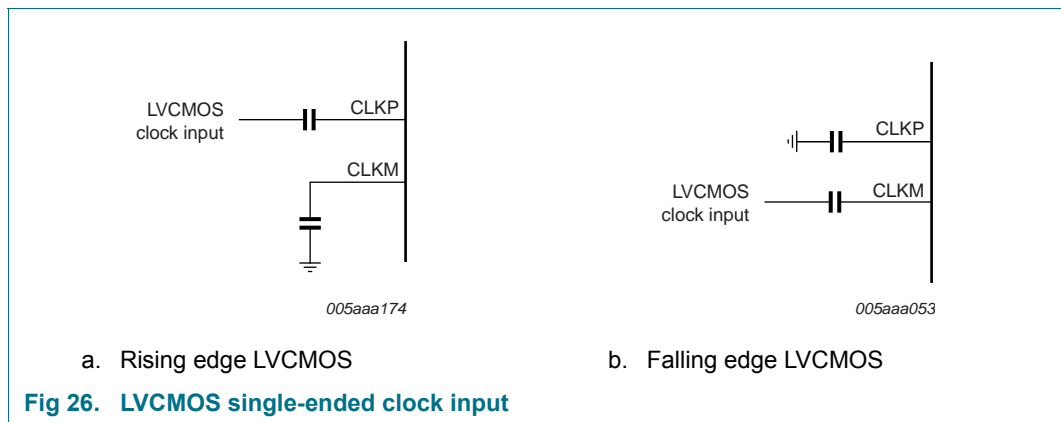 LVCMOS
clock input
CLKP
CLKM
005aaa174
a. Rising edge LVCMOS
CLKP
LVCMOS
clock input
CLKM
005aaa053
b. Falling edge LVCMOS
Fig 26. LVCMOS single-ended clock input